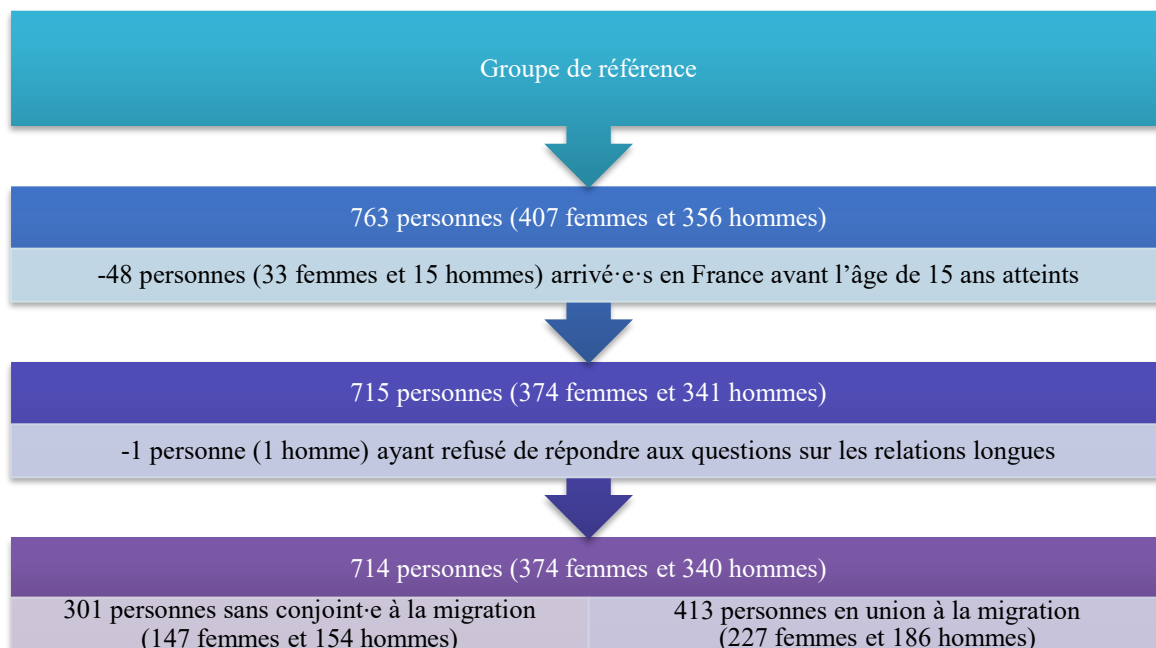 Groupe de référence
763 personnes (407 femmes et 356 hommes)
-48 personnes (33 femmes et 15 hommes) arrivé·e·s en France avant l’âge de 15 ans atteints
715 personnes (374 femmes et 341 hommes)
-1 personne (1 homme) ayant refusé de répondre aux questions sur les relations longues
714 personnes (374 femmes et 340 hommes)
301 personnes sans conjoint·e à la migration
(147 femmes et 154 hommes)
413 personnes en union à la migration
(227 femmes et 186 hommes)